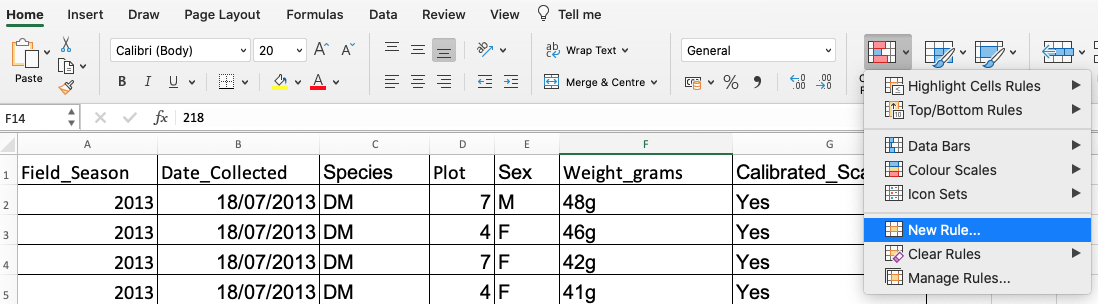 Home Insert Draw Page Layout Formulas Data Review View Tell me
Calibri (Body) 20 A^ A˅ ab Wrap Text General
Paste B I U A Merge & Centre % .00 .0 .00
F14 fx 218
A B C D E F G
1 Field_Season Date_Collected Species Plot Sex Weight_grams Calibrated_Sca
2 2013 18/07/2013 DM 7 M 48g Yes
3 2013 18/07/2013 DM 4 F 46g Yes
4 2013 18/07/2013 DM 7 F 42g Yes
5 2013 18/07/2013 DM 4 F 41g Yes
Highlight Cells Rules
Top/Bottom Rules
Data Bars
Colour Scales
Icon Sets
New Rule...
Clear Rules
Manage Rules...